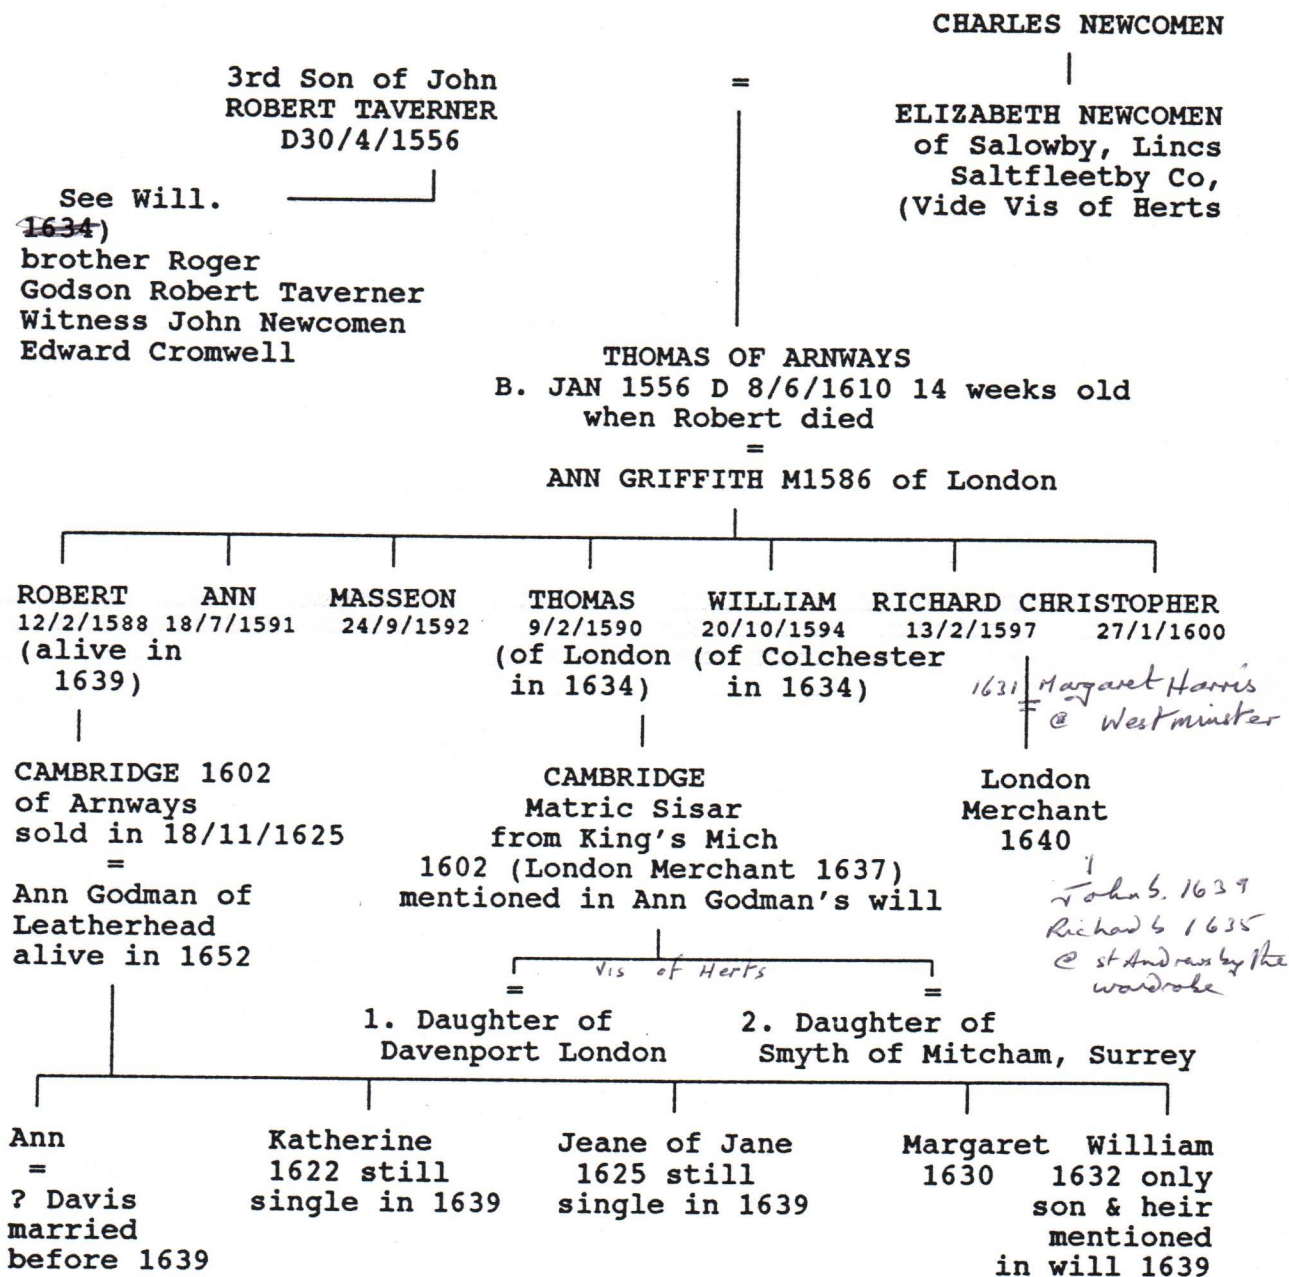 CHARLES NEWCOMEN
3rd Son of John
ROBERT TAVERNER
D30/4/1556
=
ELIZABETH NEWCOMEN
of Salowby, Lincs
Saltfleetby Co,
(Vide Vis of Herts
See Will.
1634)
brother Roger
Godson Robert Taverner
Witness John Newcomen
Edward Cromwell
THOMAS OF ARNWAYS
B. JAN 1556 D 8/6/1610 14 weeks old
when Robert died
=
ANN GRIFFITH M1586 of London
ROBERT
12/2/1588
(alive in
1639)
ANN
18/7/1591
MASSEON
24/9/1592
THOMAS
9/2/1590
(of London
in 1634)
WILLIAM
20/10/1594
(of Colchester
in 1634)
RICHARD
13/2/1597
CHRISTOPHER
27/1/1600
1631 = Margaret Harris
@ Westminster
CAMBRIDGE 1602
of Arnways
sold in 18/11/1625
=
Ann Godman of
Leatherhead
alive in 1652
CAMBRIDGE
Matric Sisar
from King's Mich
1602 (London Merchant 1637)
mentioned in Ann Godman's will
London
Merchant
1640
John b. 1639
Richard b 1635
@ St Andrews by the
wardrobe
Vis of Herts
=
1. Daughter of
Davenport London
=
2. Daughter of
Smyth of Mitcham, Surrey
Ann
=
? Davis
married
before 1639
Katherine
1622 still
single in 1639
Jeane of Jane
1625 still
single in 1639
Margaret
1630
William
1632 only
son & heir
mentioned
in will 1639